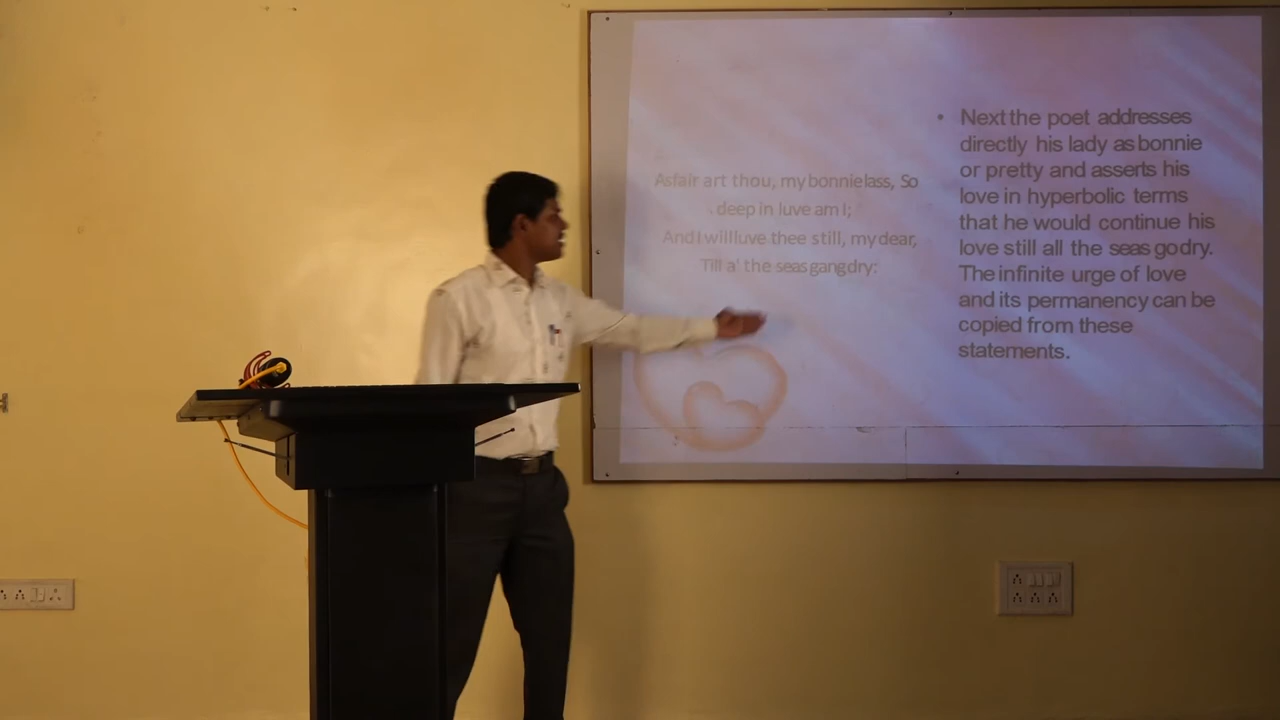 As fair art thou, my bonnie lass, So
deep in luve am I;
And I will luve thee still, my dear,
Till a' the seas gang dry:
• Next the poet addresses
directly his lady as bonnie
or pretty and asserts his
love in hyperbolic terms
that he would continue his
love still all the seas go dry.
The infinite urge of love
and its permanency can be
copied from these
statements.